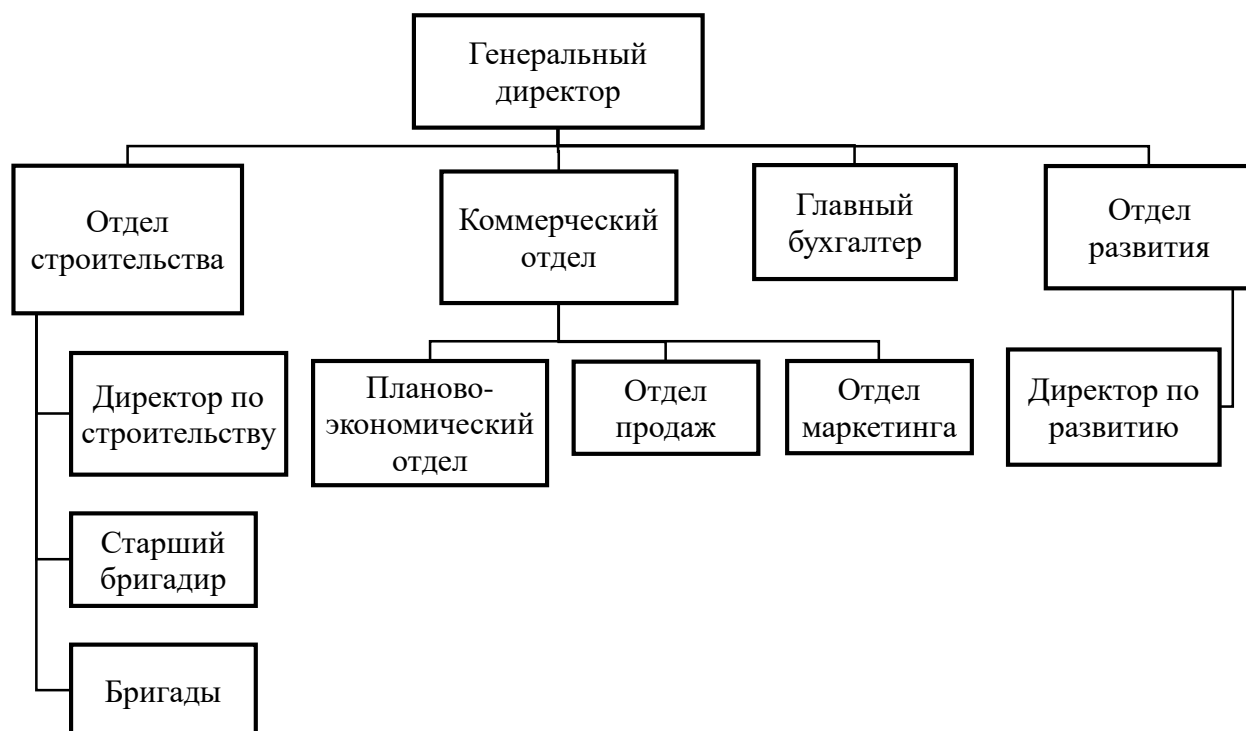 Генеральный
директор
Отдел
строительства
Коммерческий
отдел
Главный
бухгалтер
Отдел
развития
Директор по
строительству
Планово-
экономический
отдел
Отдел
продаж
Отдел
маркетинга
Директор по
развитию
Старший
бригадир
Бригады